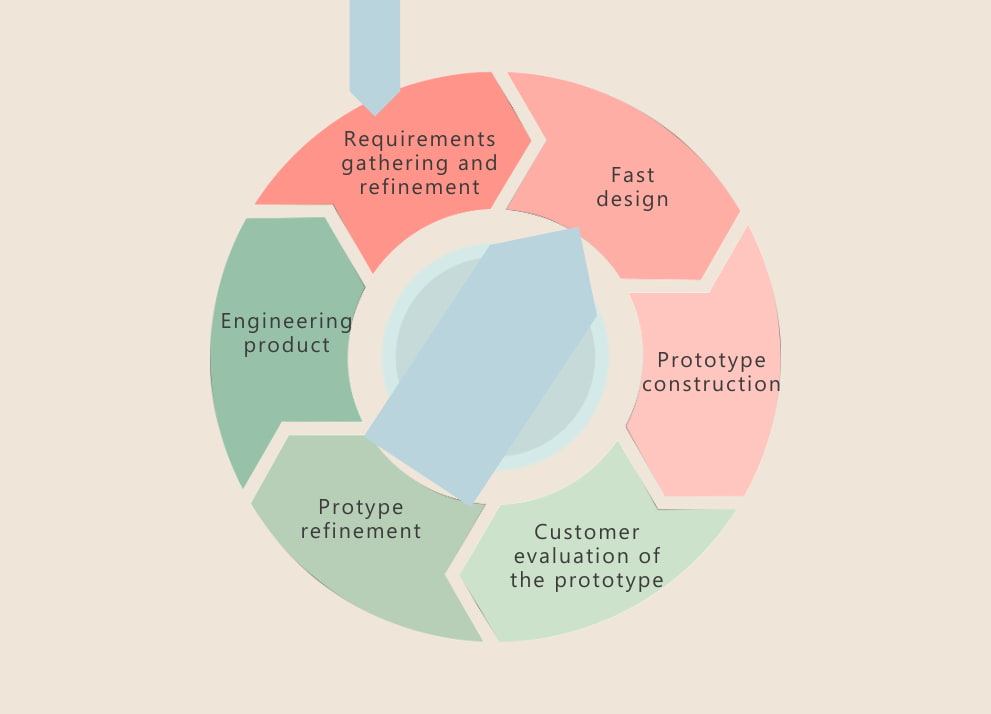 Requirements
gathering and
refinement
Fast
design
Prototype
construction
Customer
evaluation of
the prototype
Protype
refinement
Engineering
product